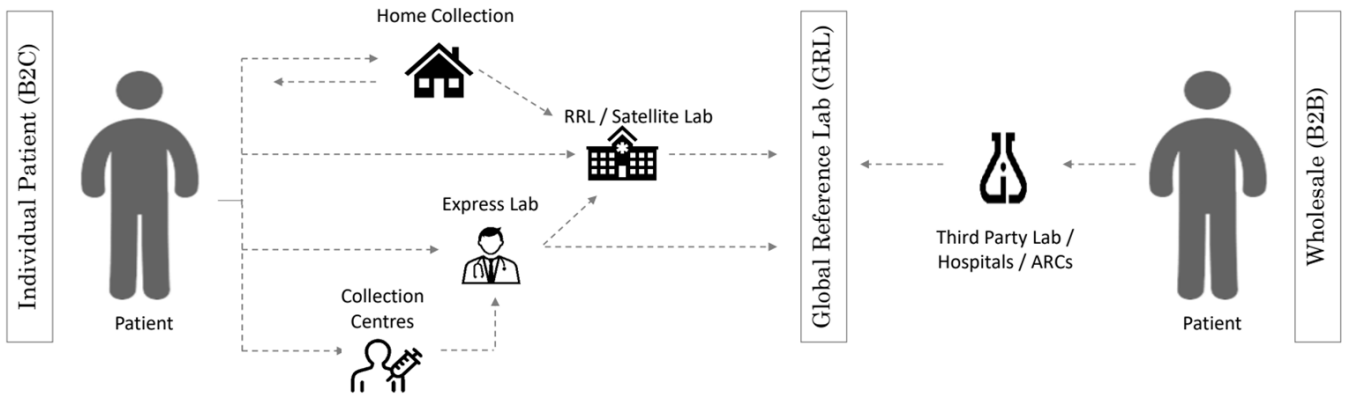 Individual Patient (B2C)
Patient
Home Collection
RRL / Satellite Lab
Express Lab
Collection
Centres
Global Reference Lab (GRL)
Third Party Lab /
Hospitals / ARCs
Patient
Wholesale (B2B)